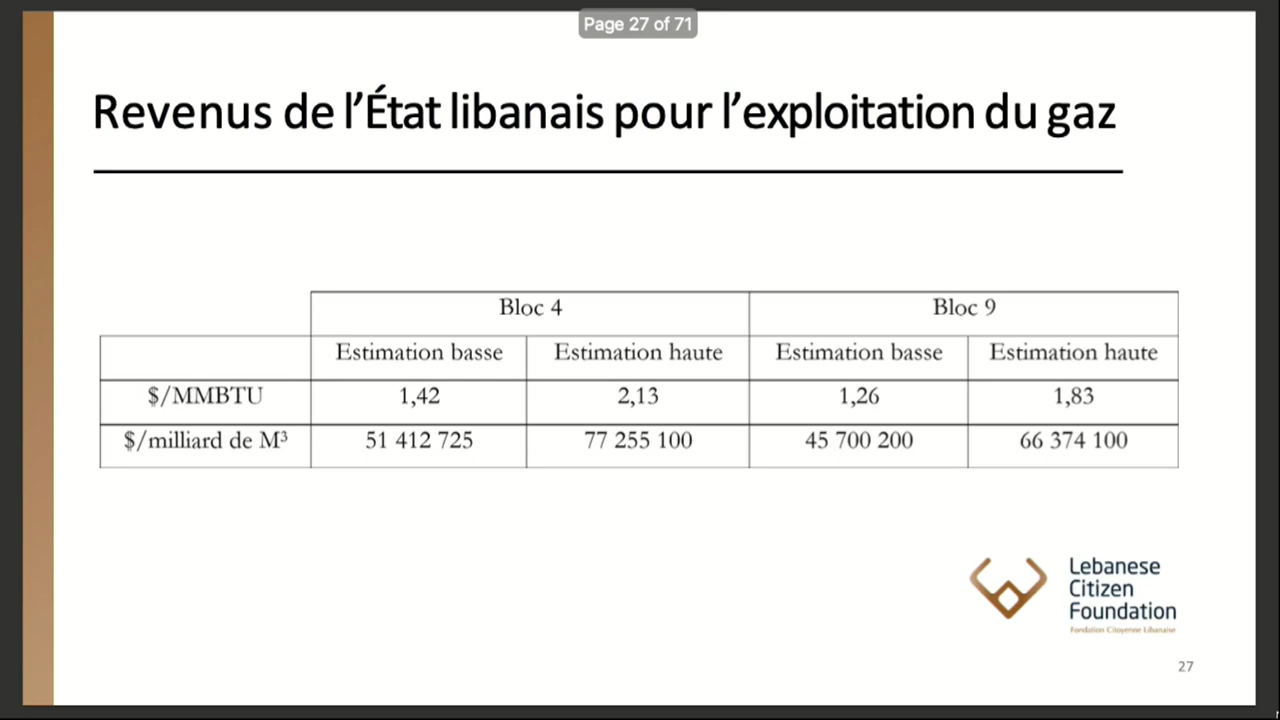 Page 27 of 71
Revenus de l’État libanais pour l’exploitation du gaz
Bloc 4 Bloc 9
Estimation basse Estimation haute Estimation basse Estimation haute
$/MMBTU 1,42 2,13 1,26 1,83
$/milliard de M³ 51 412 725 77 255 100 45 700 200 66 374 100
Lebanese
Citizen
Foundation
Fondation Citoyenne Libanaise
27